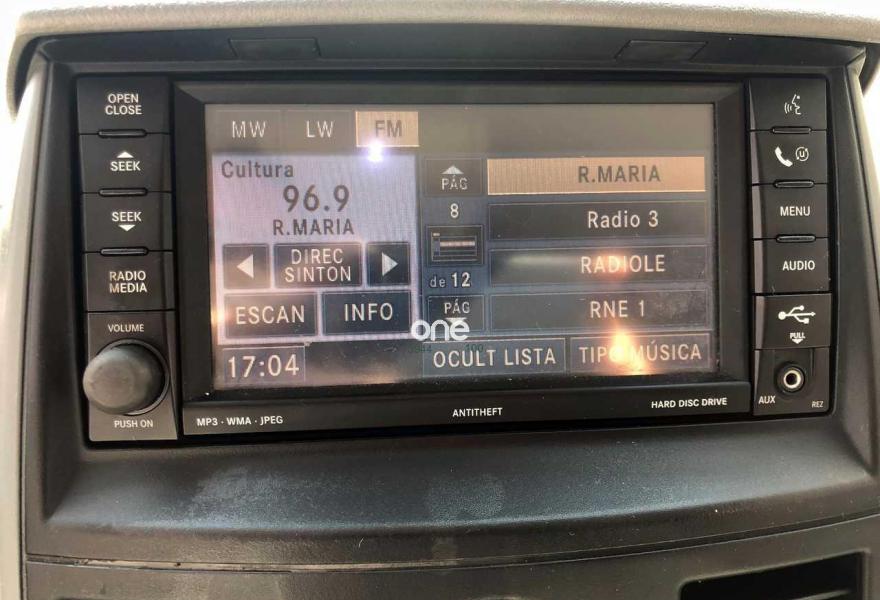 OPEN
CLOSE
SEEK
SEEK
RADIO
MEDIA
VOLUME
PUSH ON
MW LW FM
Cultura
96.9
R.MARIA
DIREC
SINTON
ESCAN INFO
17:04
PÁG
8
de 12
PÁG
R.MARIA
Radio 3
RADIOLE
RNE 1
OCULT LISTA TIPO MÚSICA
one
MENU
AUDIO
PULL
AUX
REZ
MP3 · WMA · JPEG
ANTITHEFT
HARD DISC DRIVE